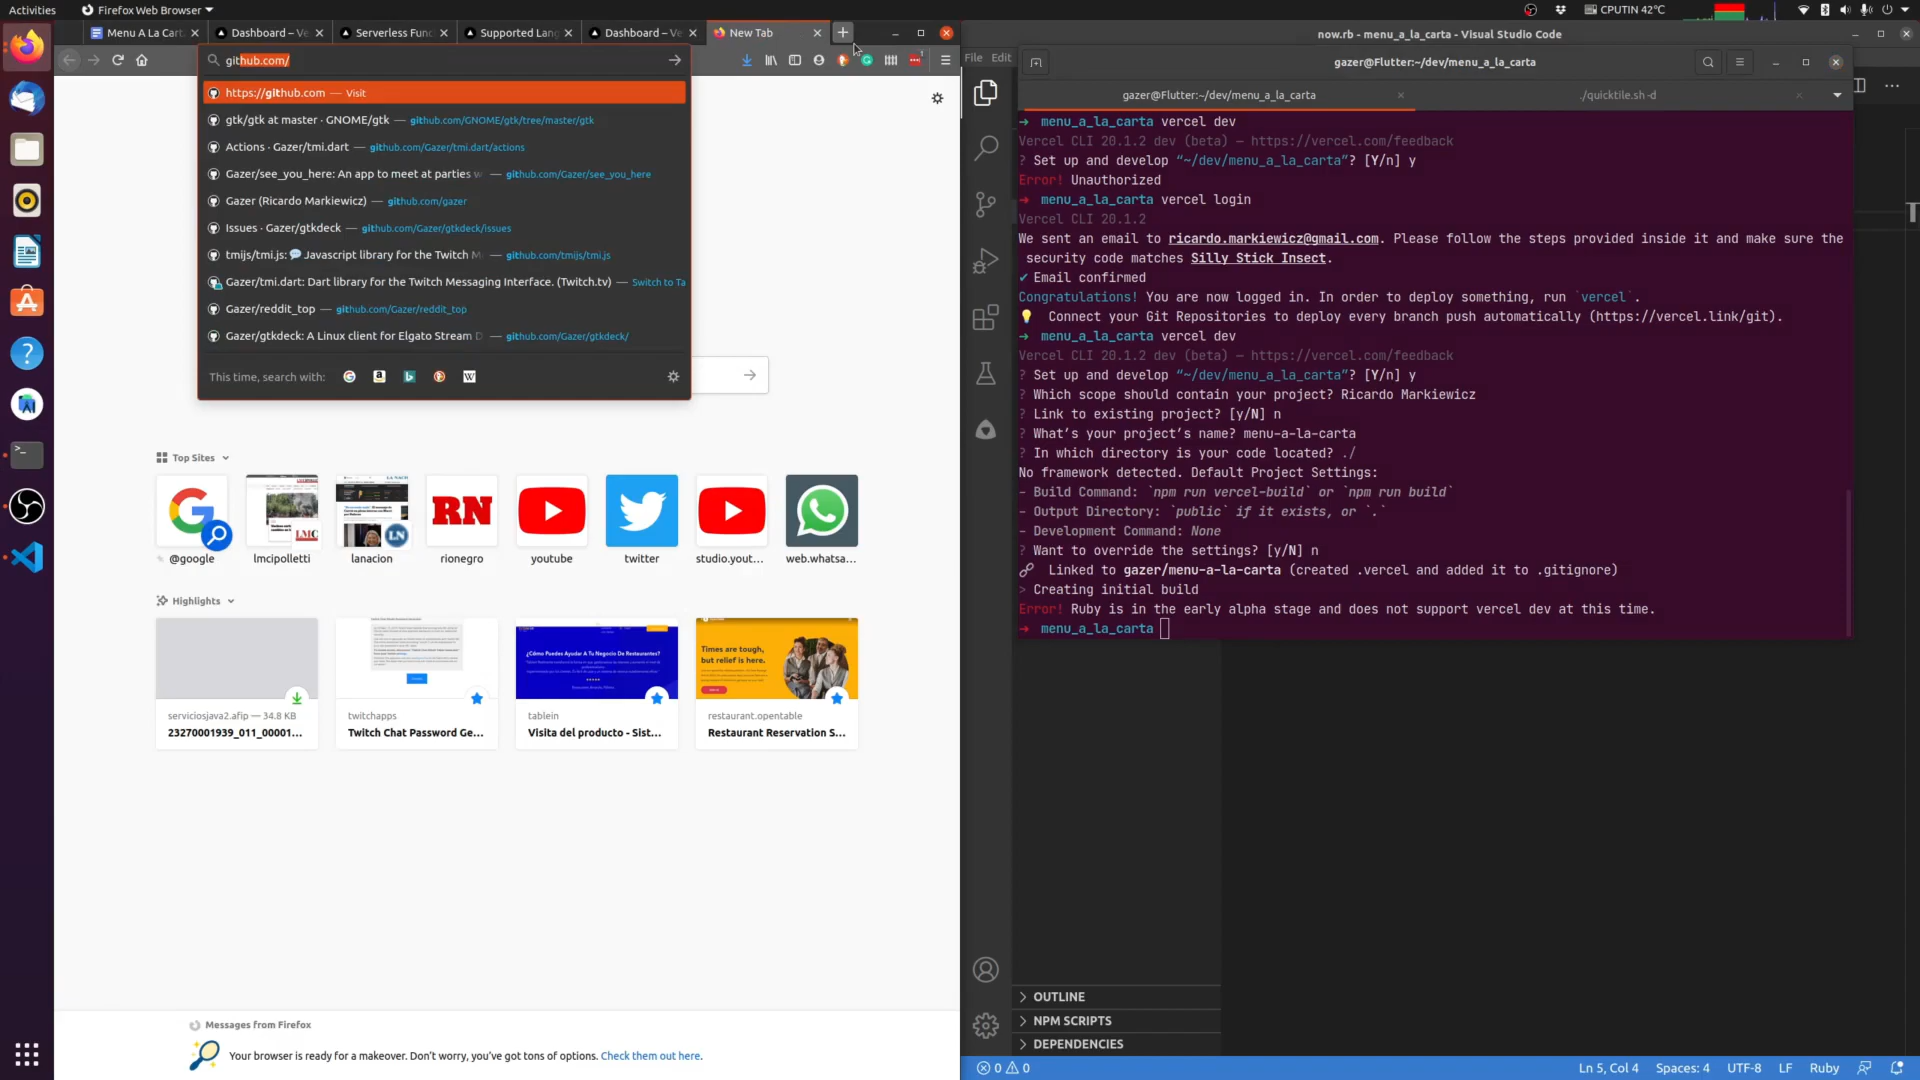 Activities
Firefox Web Browser
CPUTIN 42°C
Menu A La Cart
Dashboard – Ve
Serverless Func
Supported Lang
Dashboard – Ve
New Tab
github.com/
https://github.com — Visit
gtk/gtk at master · GNOME/gtk — github.com/GNOME/gtk/tree/master/gtk
Actions · Gazer/tmi.dart — github.com/Gazer/tmi.dart/actions
Gazer/see_you_here: An app to meet at parties w — github.com/Gazer/see_you_here
Gazer (Ricardo Markiewicz) — github.com/gazer
Issues · Gazer/gtkdeck — github.com/Gazer/gtkdeck/issues
tmijs/tmi.js: 💬 Javascript library for the Twitch M — github.com/tmijs/tmi.js
Gazer/tmi.dart: Dart library for the Twitch Messaging Interface. (Twitch.tv) — Switch to Ta
Gazer/reddit_top — github.com/Gazer/reddit_top
Gazer/gtkdeck: A Linux client for Elgato Stream D — github.com/Gazer/gtkdeck/
This time, search with:
Top Sites
@google
lmcipolletti
lanacion
rionegro
youtube
twitter
studio.yout...
web.whatsa...
LMC
LN
RN
Highlights
¿Cómo Puedes Ayudar A Tu Negocio De Restaurantes?
Times are tough,
but relief is here.
serviciosjava2.afip — 34.8 KB
23270001939_011_00001...
twitchapps
Twitch Chat Password Ge...
tablein
Visita del producto - Sist...
restaurant.opentable
Restaurant Reservation S...
Messages from Firefox
Your browser is ready for a makeover. Don't worry, you've got tons of options. Check them out here.
now.rb - menu_a_la_carta - Visual Studio Code
File Edit
gazer@Flutter:~/dev/menu_a_la_carta
gazer@Flutter:~/dev/menu_a_la_carta
./quicktile.sh -d
➜ menu_a_la_carta vercel dev
Vercel CLI 20.1.2 dev (beta) — https://vercel.com/feedback
? Set up and develop “~/dev/menu_a_la_carta”? [Y/n] y
Error! Unauthorized
➜ menu_a_la_carta vercel login
Vercel CLI 20.1.2
We sent an email to ricardo.markiewicz@gmail.com. Please follow the steps provided inside it and make sure the
security code matches Silly Stick Insect.
✔ Email confirmed
Congratulations! You are now logged in. In order to deploy something, run `vercel`.
💡 Connect your Git Repositories to deploy every branch push automatically (https://vercel.link/git).
➜ menu_a_la_carta vercel dev
Vercel CLI 20.1.2 dev (beta) — https://vercel.com/feedback
? Set up and develop “~/dev/menu_a_la_carta”? [Y/n] y
? Which scope should contain your project? Ricardo Markiewicz
? Link to existing project? [y/N] n
? What’s your project’s name? menu-a-la-carta
? In which directory is your code located? ./
No framework detected. Default Project Settings:
- Build Command: `npm run vercel-build` or `npm run build`
- Output Directory: `public` if it exists, or `.`
- Development Command: None
? Want to override the settings? [y/N] n
🔗 Linked to gazer/menu-a-la-carta (created .vercel and added it to .gitignore)
> Creating initial build
Error! Ruby is in the early alpha stage and does not support vercel dev at this time.
➜ menu_a_la_carta
OUTLINE
NPM SCRIPTS
DEPENDENCIES
0 0
Ln 5, Col 4
Spaces: 4
UTF-8
LF
Ruby